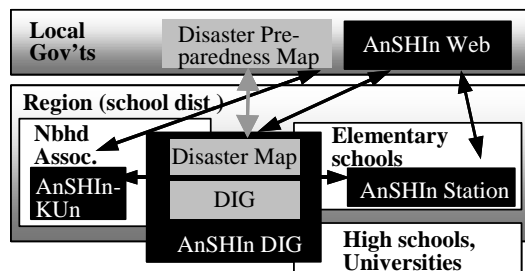 Local
Gov'ts
Disaster Pre-
paredness Map
AnSHIn Web
Region (school dist )
Nbhd
Assoc.
AnSHIn-
KUn
Disaster Map
DIG
AnSHIn DIG
Elementary
schools
AnSHIn Station
High schools,
Universities